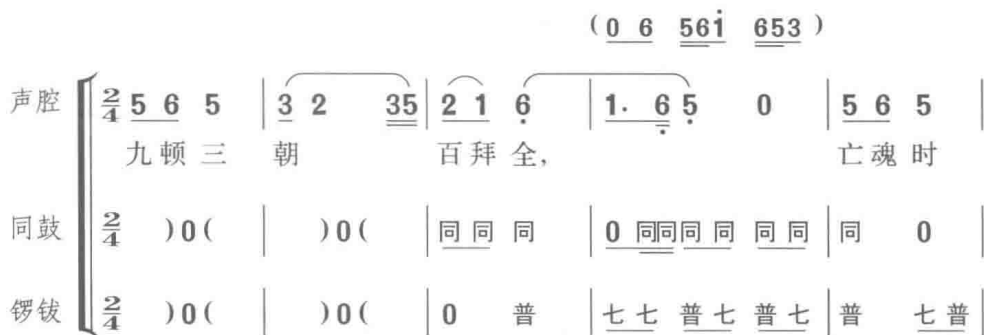 ( 0 6 561̇ 653 )
声腔 2/4 5 6 5 | 3 2 35 | 2 1 6̣ | 1. 6̣ 5̣ 0 | 5 6 5 |
九顿三 朝 百拜全, 亡魂时
同鼓 2/4 )0( | )0( | 同同 同 | 0 同同同同 同同 | 同 0 |
锣钹 2/4 )0( | )0( | 0 普 | 七七 普七 普七 | 普 七普 |